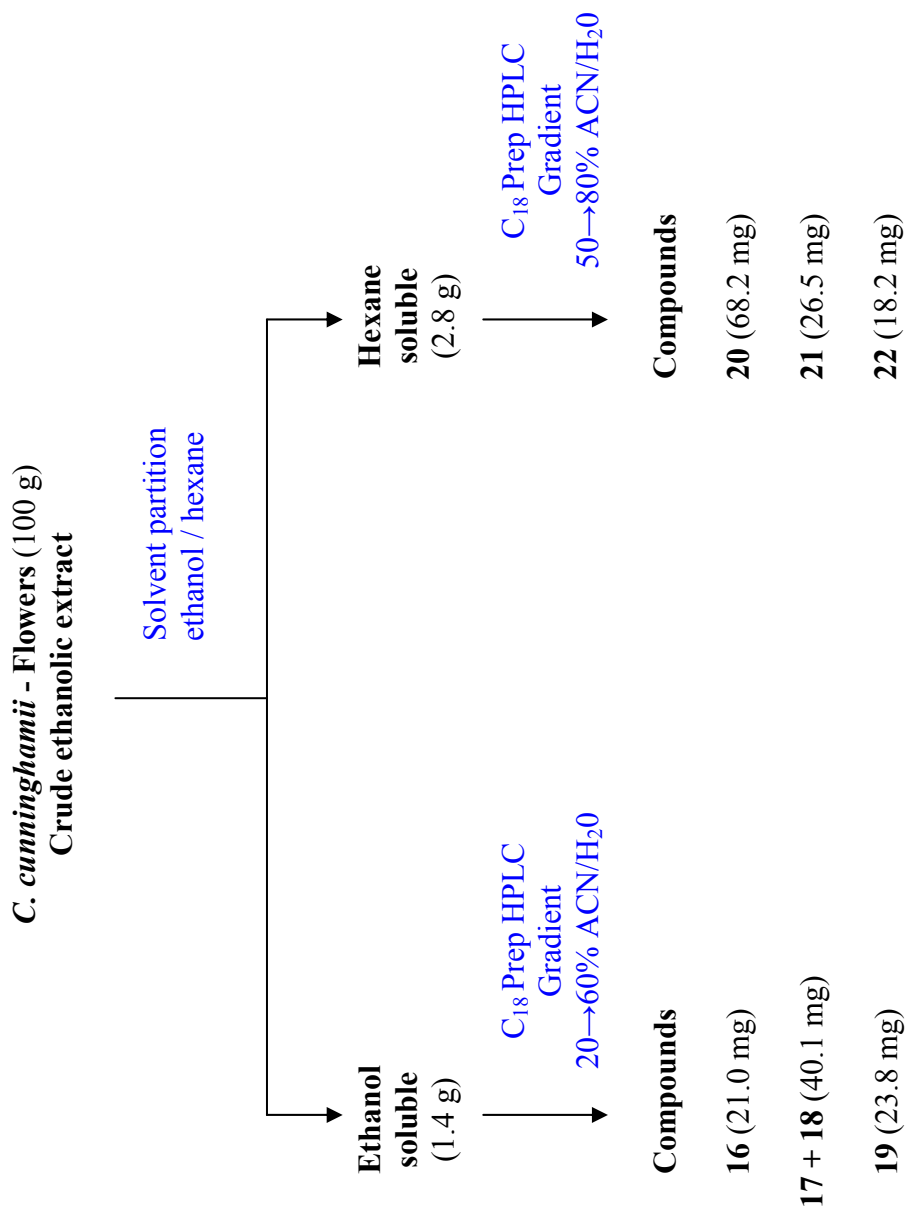 C. cunninghamii - Flowers (100 g)
Crude ethanolic extract
Solvent partition
ethanol / hexane
Ethanol
soluble
(1.4 g)
C₁₈ Prep HPLC
Gradient
20→60% ACN/H₂0
Compounds
16 (21.0 mg)
17 + 18 (40.1 mg)
19 (23.8 mg)
Hexane
soluble
(2.8 g)
C₁₈ Prep HPLC
Gradient
50→80% ACN/H₂0
Compounds
20 (68.2 mg)
21 (26.5 mg)
22 (18.2 mg)